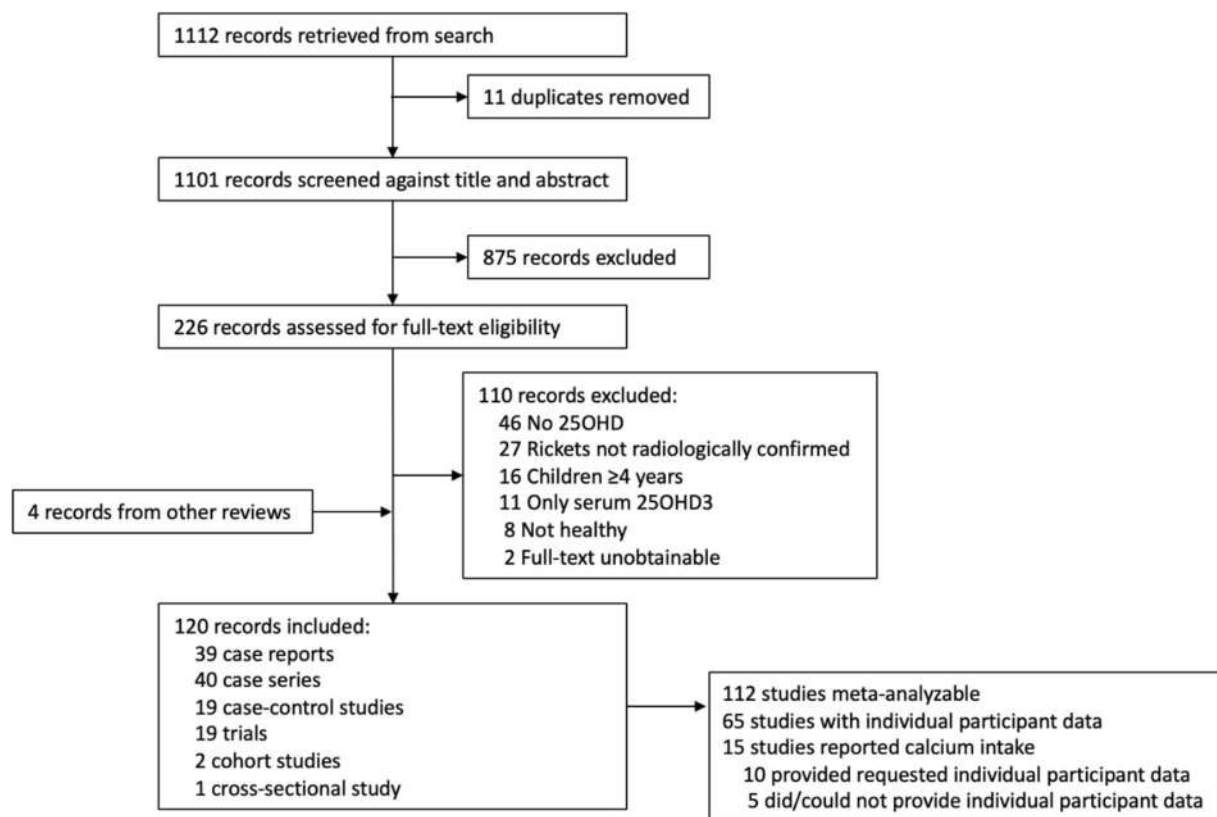 1112 records retrieved from search
11 duplicates removed
1101 records screened against title and abstract
875 records excluded
226 records assessed for full-text eligibility
110 records excluded:
46 No 25OHD
27 Rickets not radiologically confirmed
16 Children ≥4 years
11 Only serum 25OHD3
8 Not healthy
2 Full-text unobtainable
4 records from other reviews
120 records included:
39 case reports
40 case series
19 case-control studies
19 trials
2 cohort studies
1 cross-sectional study
112 studies meta-analyzable
65 studies with individual participant data
15 studies reported calcium intake
10 provided requested individual participant data
5 did/could not provide individual participant data